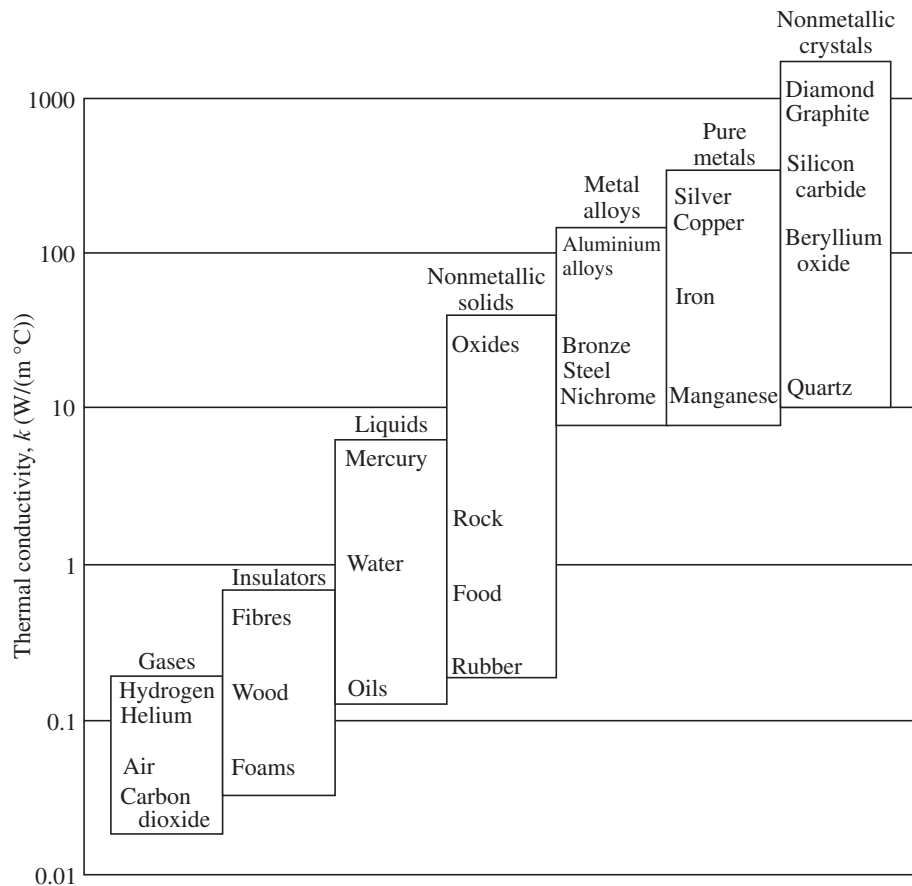 Thermal conductivity, k (W/(m °C))
1000
100
10
1
0.1
0.01
Gases
Hydrogen
Helium
Air
Carbon
dioxide
Insulators
Fibres
Wood
Foams
Liquids
Mercury
Water
Oils
Nonmetallic
solids
Oxides
Rock
Food
Rubber
Metal
alloys
Aluminium
alloys
Bronze
Steel
Nichrome
Pure
metals
Silver
Copper
Iron
Manganese
Nonmetallic
crystals
Diamond
Graphite
Silicon
carbide
Beryllium
oxide
Quartz